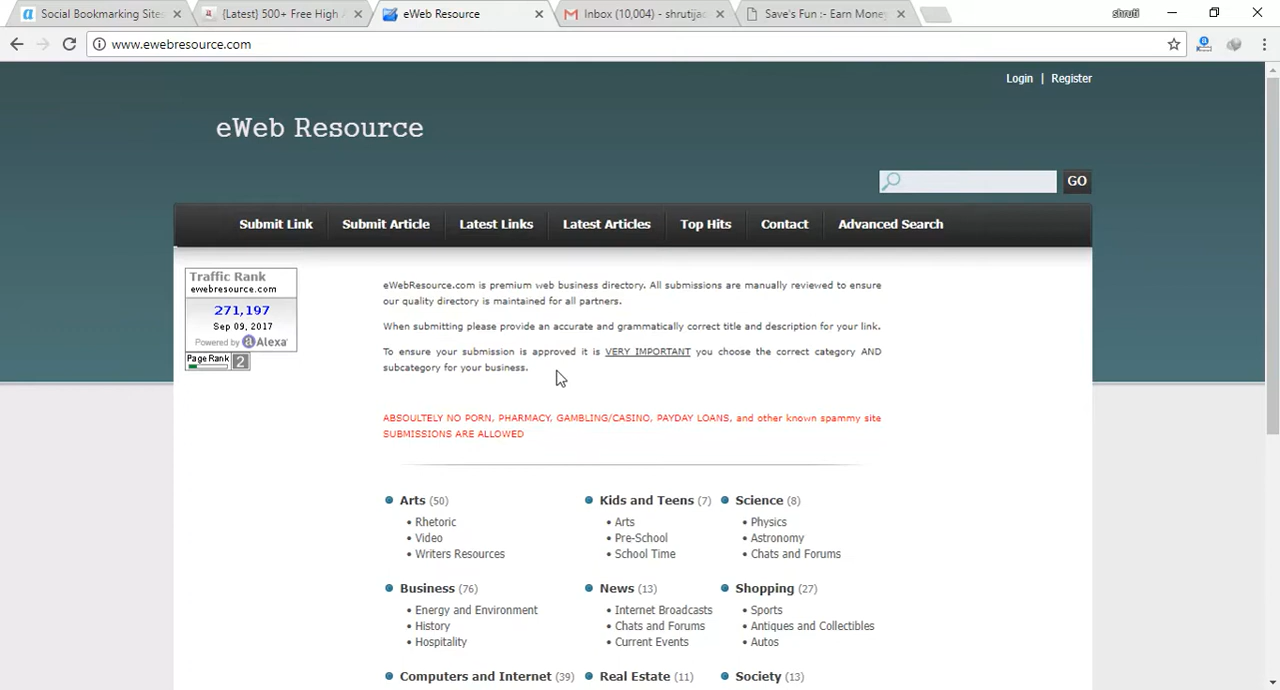 Social Bookmarking Sites
{Latest} 500+ Free High A
eWeb Resource
Inbox (10,004) - shrutijac
Save's Fun :- Earn Money
shruti
www.ewebresource.com
Login | Register
eWeb Resource
GO
Submit Link
Submit Article
Latest Links
Latest Articles
Top Hits
Contact
Advanced Search
Traffic Rank
ewebresource.com
271,197
Sep 09, 2017
Powered by Alexa
Page Rank 2
eWebResource.com is premium web business directory. All submissions are manually reviewed to ensure
our quality directory is maintained for all partners.
When submitting please provide an accurate and grammatically correct title and description for your link.
To ensure your submission is approved it is VERY IMPORTANT you choose the correct category AND
subcategory for your business.
ABSOULTELY NO PORN, PHARMACY, GAMBLING/CASINO, PAYDAY LOANS, and other known spammy site
SUBMISSIONS ARE ALLOWED
Arts (50)
• Rhetoric
• Video
• Writers Resources
Kids and Teens (7)
• Arts
• Pre-School
• School Time
Science (8)
• Physics
• Astronomy
• Chats and Forums
Business (76)
• Energy and Environment
• History
• Hospitality
News (13)
• Internet Broadcasts
• Chats and Forums
• Current Events
Shopping (27)
• Sports
• Antiques and Collectibles
• Autos
Computers and Internet (39)
Real Estate (11)
Society (13)